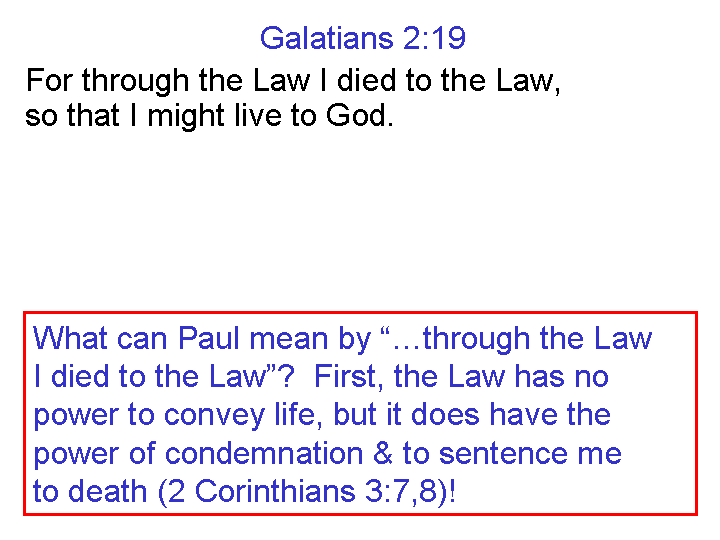 Galatians 2:19
For through the Law I died to the Law,
so that I might live to God.
What can Paul mean by “…through the Law
I died to the Law”?  First, the Law has no
power to convey life, but it does have the
power of condemnation & to sentence me
to death (2 Corinthians 3:7,8)!